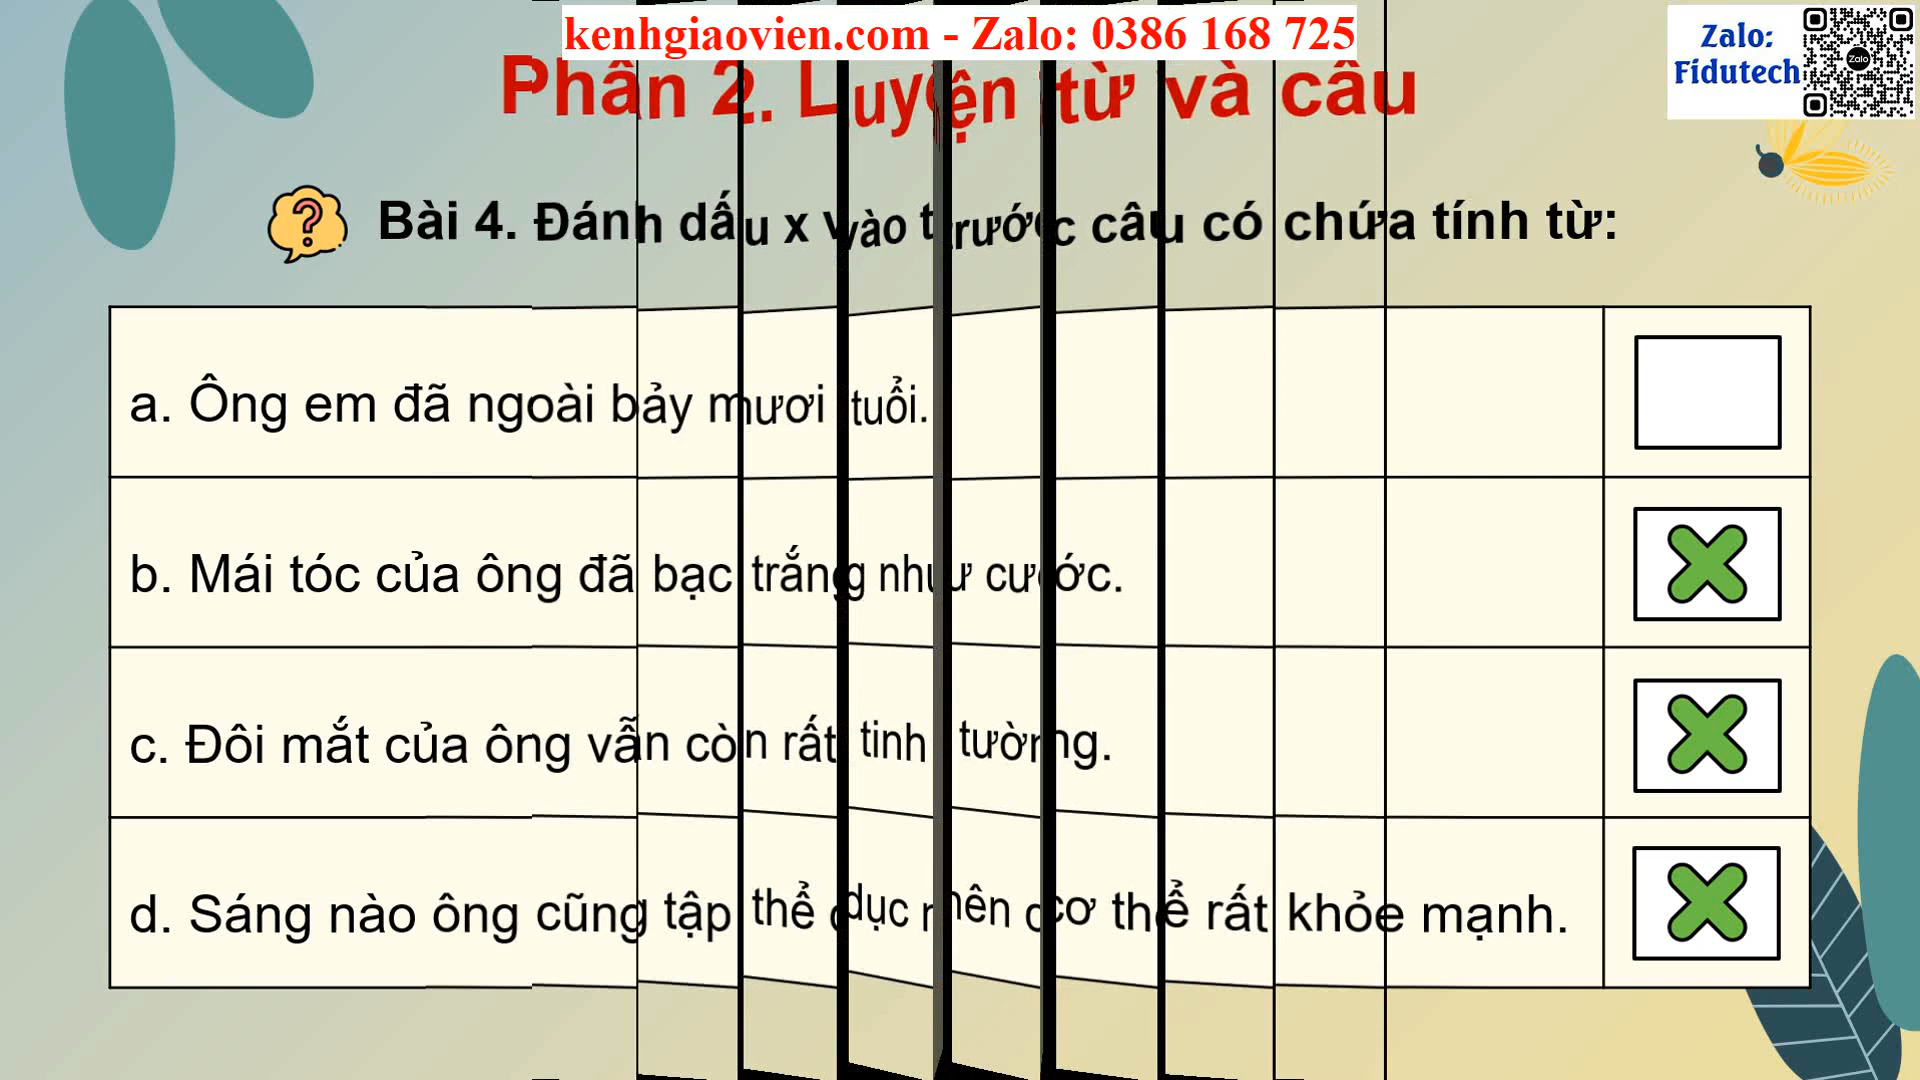 kenhgiaovien.com - Zalo: 0386 168 725
Zalo:
Fidutech
Zalo
Phần 2. Luyện từ và câu
Bài 4. Đánh dấu x vào trước câu có chứa tính từ:
a. Ông em đã ngoài bảy mươi tuổi.
b. Mái tóc của ông đã bạc trắng như cước.
c. Đôi mắt của ông vẫn còn rất tinh tường.
d. Sáng nào ông cũng tập thể dục nên cơ thể rất khỏe mạnh.